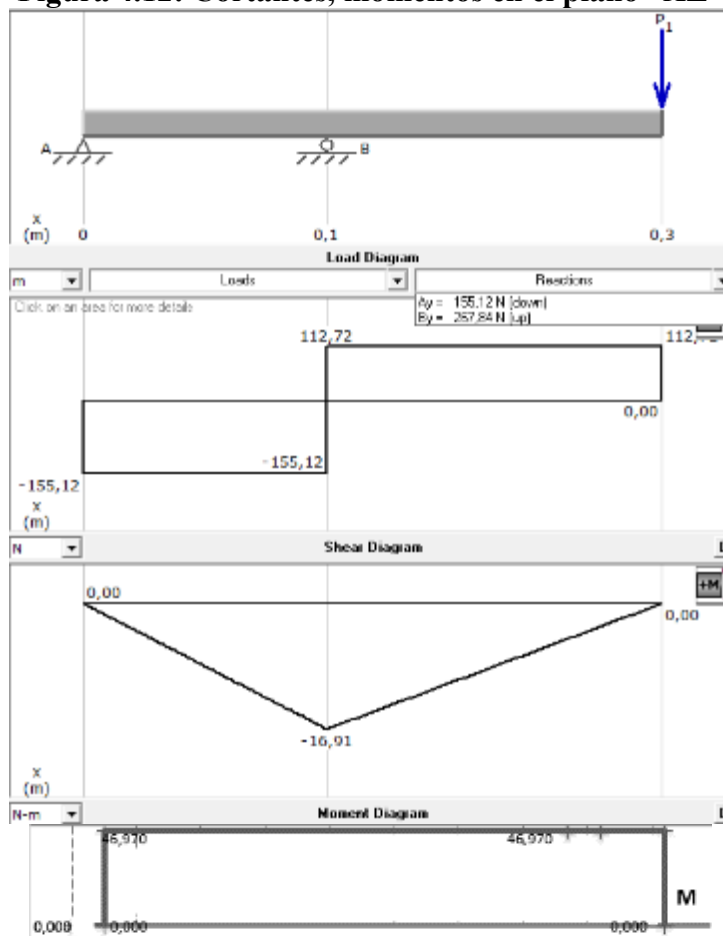 Figura 4.12: Cortantes, momentos en el plano
P1
A
B
x
(m) 0 0,1 0,3
Load Diagram
m Loads Reactions
Click on an area for more details
Ay = 155,12 N (down)
By = 267,84 N (up)
112,72
0,00
-155,12
-155,12
x
(m)
N Shear Diagram
0,00
+M
0,00
-16,91
x
(m)
N-m Moment Diagram
46,970 46,970
M
0,000 0,000 0,000